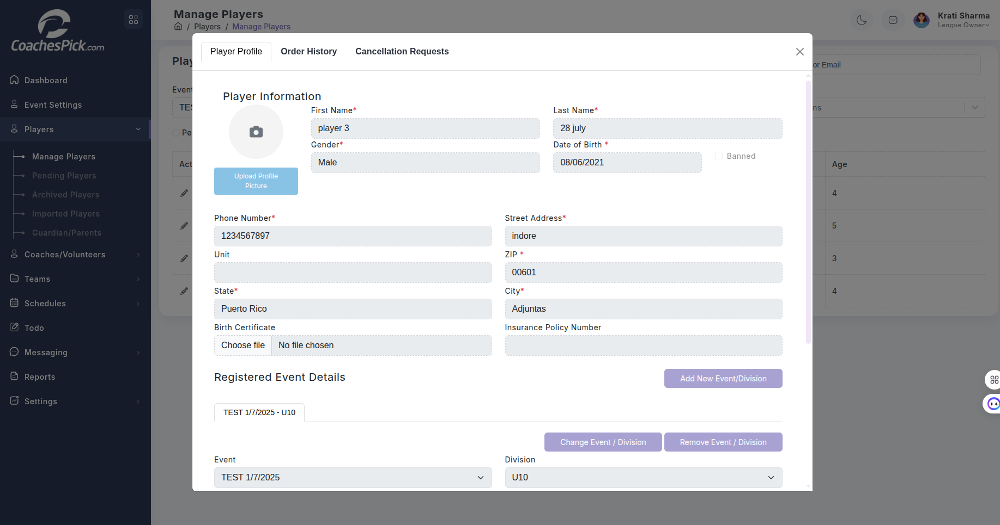 CoachesPick.com
Dashboard
Event Settings
Players
Manage Players
Pending Players
Archived Players
Imported Players
Guardian/Parents
Coaches/Volunteers
Teams
Schedules
Todo
Messaging
Reports
Settings
Manage Players
/ Players / Manage Players
Krati Sharma
League Owner
or Email
Age
4
5
3
4
Player Profile
Order History
Cancellation Requests
Player Information
Upload Profile
Picture
First Name*
player 3
Last Name*
28 july
Gender*
Male
Date of Birth *
08/06/2021
Banned
Phone Number*
1234567897
Street Address*
indore
Unit
ZIP *
00601
State*
Puerto Rico
City*
Adjuntas
Birth Certificate
Choose file No file chosen
Insurance Policy Number
Registered Event Details
Add New Event/Division
TEST 1/7/2025 - U10
Change Event / Division
Remove Event / Division
Event
TEST 1/7/2025
Division
U10